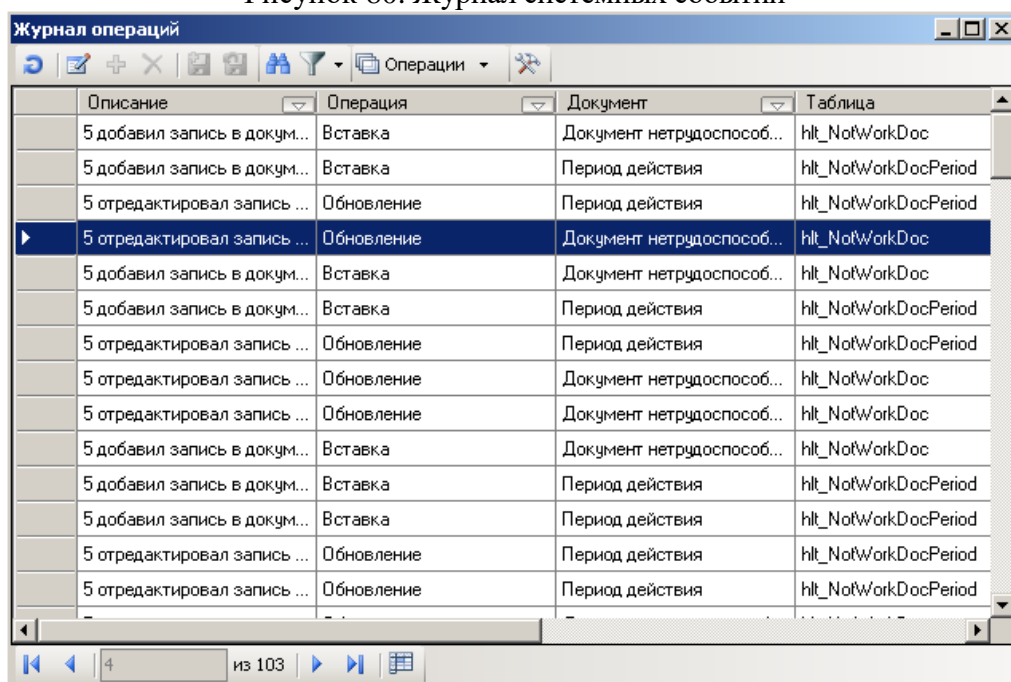 Рисунок 80. Журнал системных событий
Журнал операций
Операции
Описание Операция Документ Таблица
5 добавил запись в докум... Вставка Документ нетрудоспособ... hlt_NotWorkDoc
5 добавил запись в докум... Вставка Период действия hlt_NotWorkDocPeriod
5 отредактировал запись ... Обновление Период действия hlt_NotWorkDocPeriod
5 отредактировал запись ... Обновление Документ нетрудоспособ... hlt_NotWorkDoc
5 добавил запись в докум... Вставка Документ нетрудоспособ... hlt_NotWorkDoc
5 добавил запись в докум... Вставка Период действия hlt_NotWorkDocPeriod
5 отредактировал запись ... Обновление Период действия hlt_NotWorkDocPeriod
5 отредактировал запись ... Обновление Документ нетрудоспособ... hlt_NotWorkDoc
5 отредактировал запись ... Обновление Документ нетрудоспособ... hlt_NotWorkDoc
5 добавил запись в докум... Вставка Документ нетрудоспособ... hlt_NotWorkDoc
5 добавил запись в докум... Вставка Период действия hlt_NotWorkDocPeriod
5 добавил запись в докум... Вставка Период действия hlt_NotWorkDocPeriod
5 отредактировал запись ... Обновление Период действия hlt_NotWorkDocPeriod
5 отредактировал запись ... Обновление Период действия hlt_NotWorkDocPeriod
4 из 103